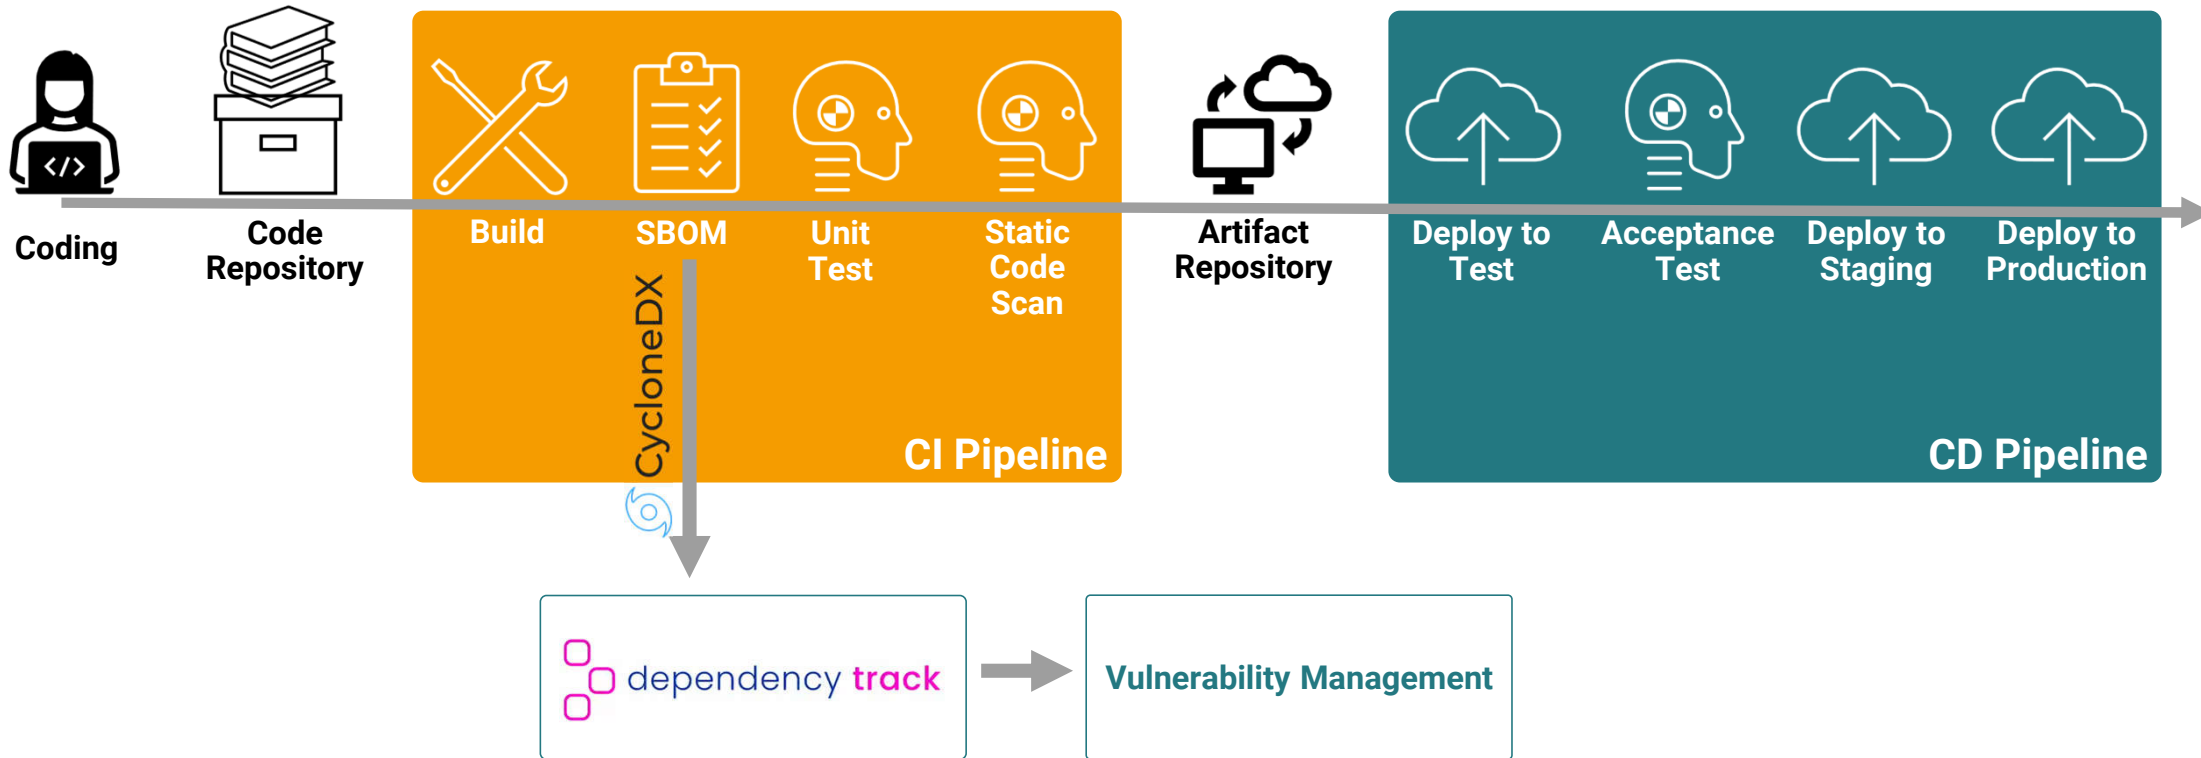 </>
Coding
Code
Repository
Build
SBOM
Unit
Test
Static
Code
Scan
CycloneDX
CI Pipeline
Artifact
Repository
Deploy to
Test
Acceptance
Test
Deploy to
Staging
Deploy to
Production
CD Pipeline
dependency track
Vulnerability Management